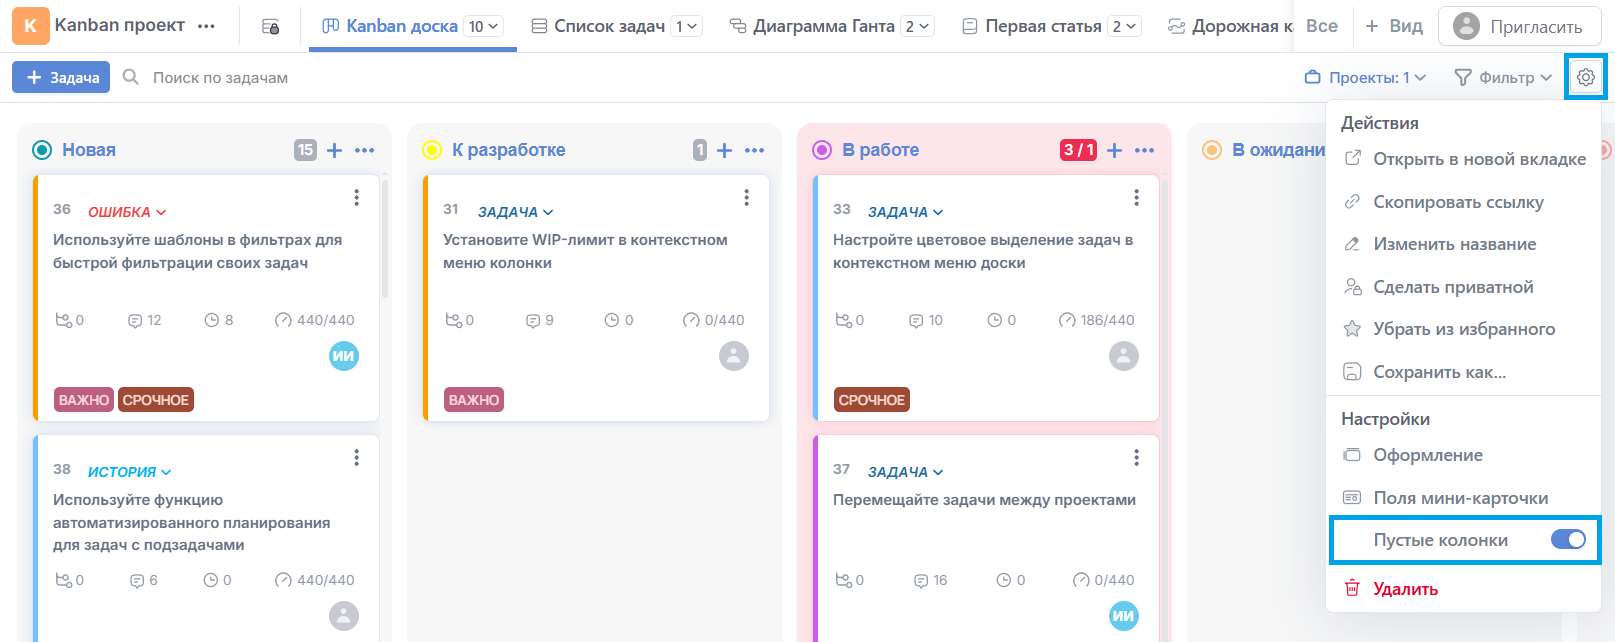 K Kanban проект
Kanban доска 10
Список задач 1
Диаграмма Ганта 2
Первая статья 2
Дорожная к
Все
+ Вид
Пригласить
+ Задача
Поиск по задачам
Проекты: 1
Фильтр
Новая 15 + •••
36 ОШИБКА
Используйте шаблоны в фильтрах для
быстрой фильтрации своих задач
0 12 8 440/440
ИИ
ВАЖНО СРОЧНОЕ
38 ИСТОРИЯ
Используйте функцию
автоматизированного планирования
для задач с подзадачами
0 6 0 440/440
К разработке 1 + •••
31 ЗАДАЧА
Установите WIP-лимит в контекстном
меню колонки
0 9 0 0/440
ВАЖНО
В работе 3 / 1 + •••
33 ЗАДАЧА
Настройте цветовое выделение задач в
контекстном меню доски
0 10 0 186/440
СРОЧНОЕ
37 ЗАДАЧА
Перемещайте задачи между проектами
0 16 0 0/440
ИИ
В ожидани
Действия
Открыть в новой вкладке
Скопировать ссылку
Изменить название
Сделать приватной
Убрать из избранного
Сохранить как...
Настройки
Оформление
Поля мини-карточки
Пустые колонки
Удалить